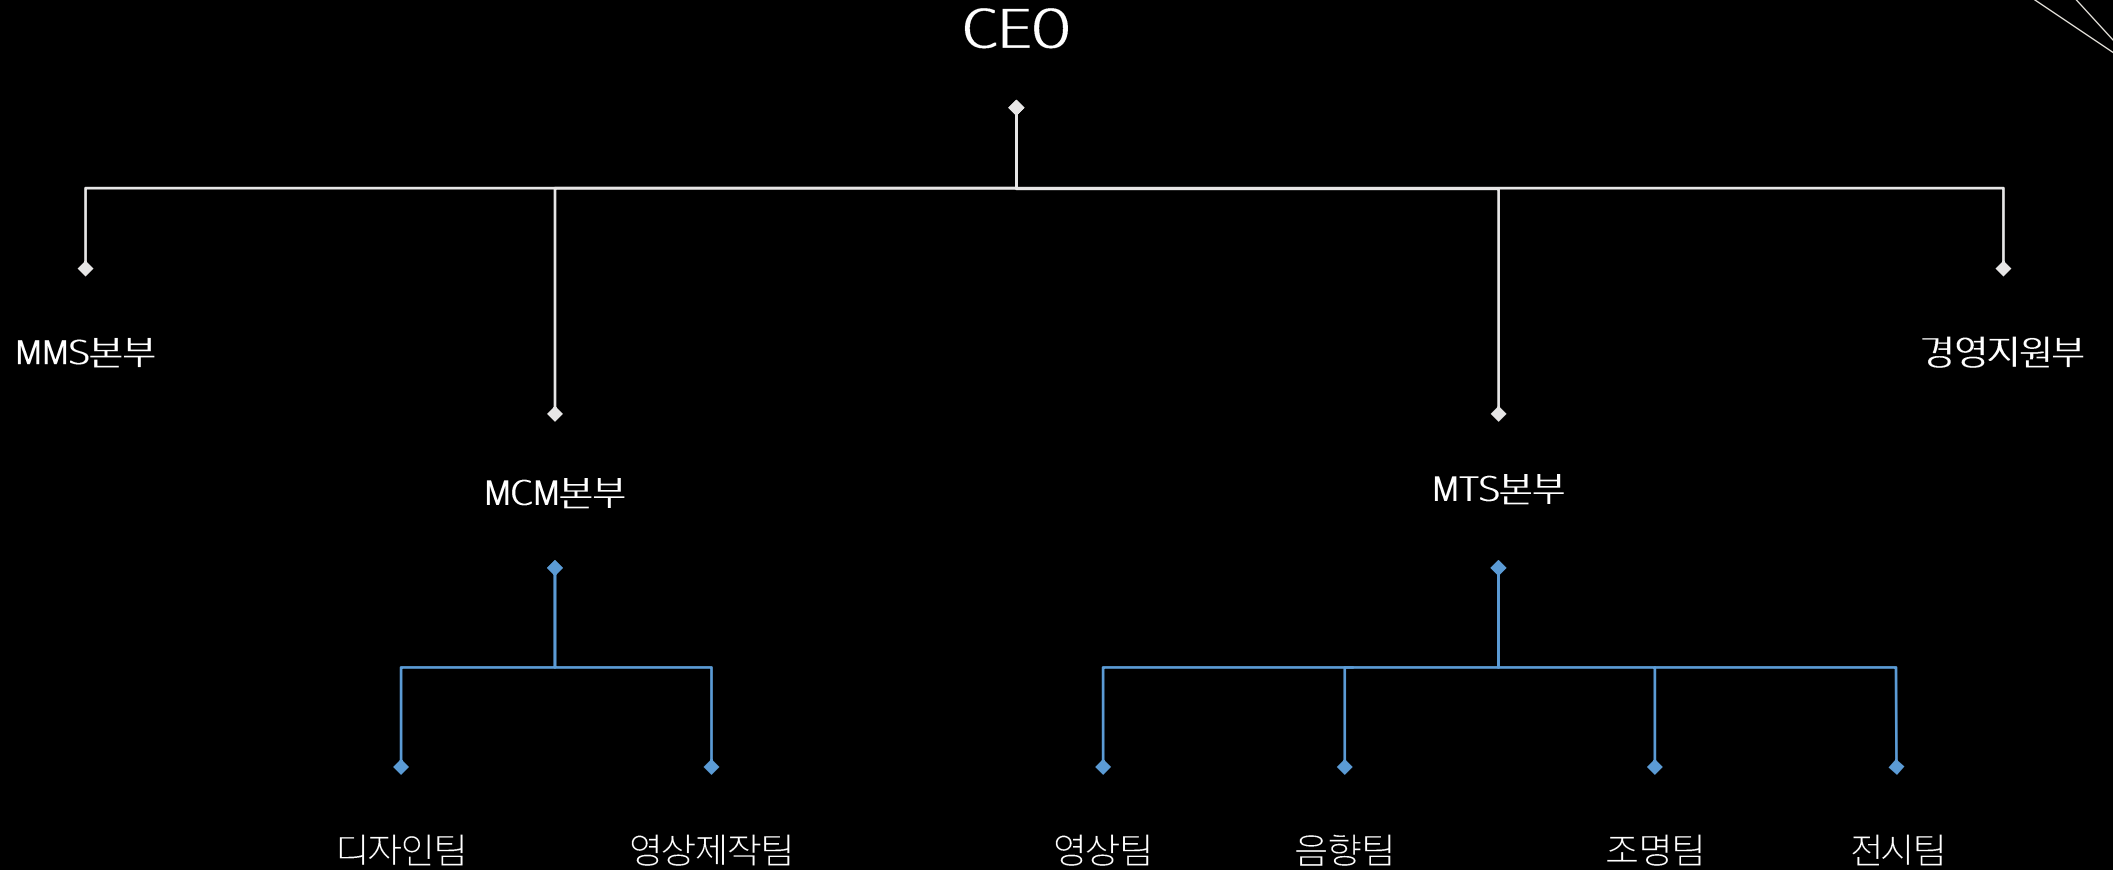 CEO
MMS본부
경영지원부
MCM본부
MTS본부
디자인팀
영상제작팀
영상팀
음향팀
조명팀
전시팀